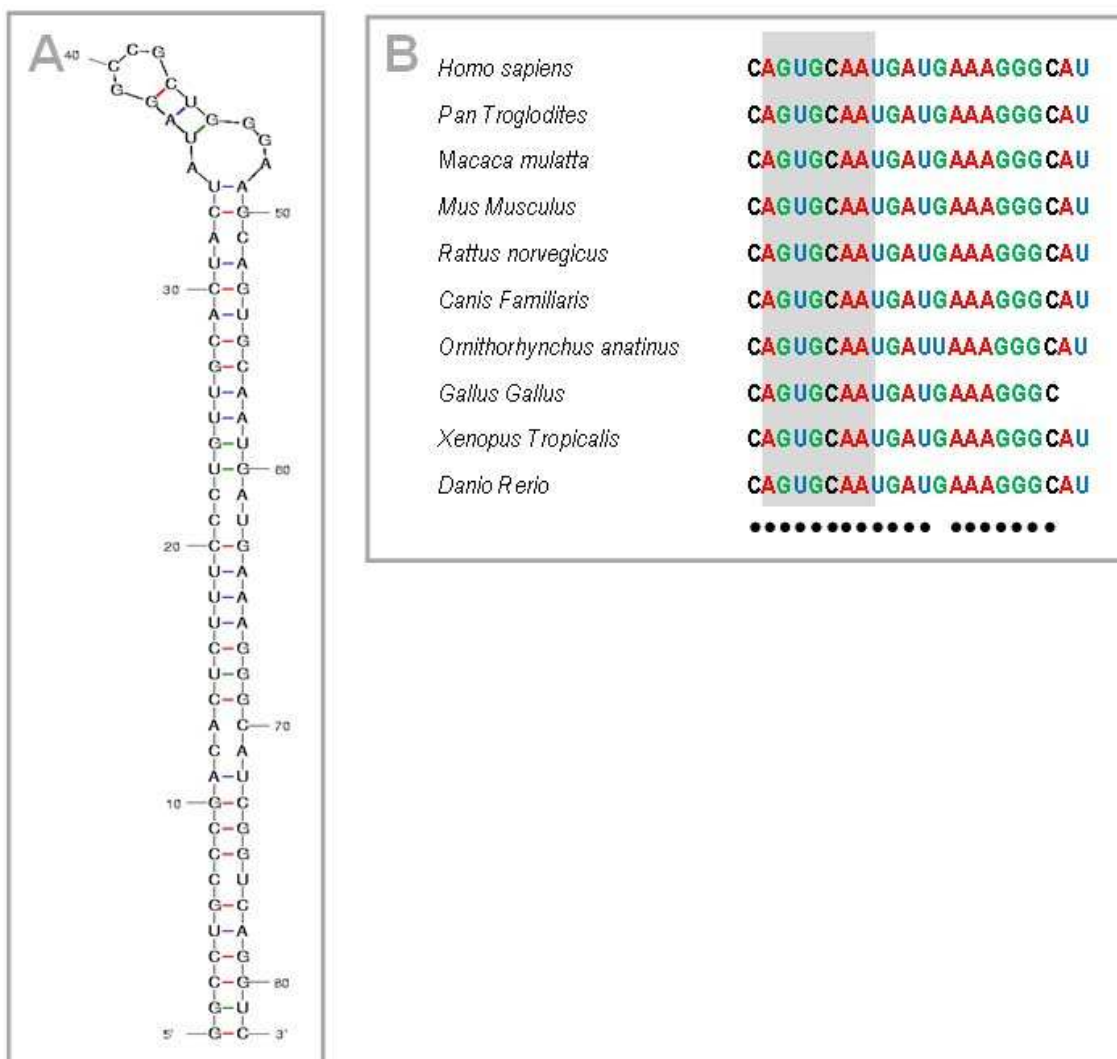 A
40 C C G
G C
G U
A G G
U G
A A
U A
C G 50
A C
U A
30 C G
A U
C G
G C
U A
U A
G U
U G 60
C A
C U
20 C G
U A
U A
U A
C G
U G
C G
A C 70
C A
A U
10 G C
C G
C G
C U
G C
U A
C G
C G 80
G U
5' G C 3'
B
Homo sapiens CAGUGCAAUGAUGAAAGGGCAU
Pan Troglodites CAGUGCAAUGAUGAAAGGGCAU
Macaca mulatta CAGUGCAAUGAUGAAAGGGCAU
Mus Musculus CAGUGCAAUGAUGAAAGGGCAU
Rattus norvegicus CAGUGCAAUGAUGAAAGGGCAU
Canis Familiaris CAGUGCAAUGAUGAAAGGGCAU
Ornithorhynchus anatinus CAGUGCAAUGAUUAAAGGGCAU
Gallus Gallus CAGUGCAAUGAUGAAAGGGC
Xenopus Tropicalis CAGUGCAAUGAUGAAAGGGCAU
Danio Rerio CAGUGCAAUGAUGAAAGGGCAU